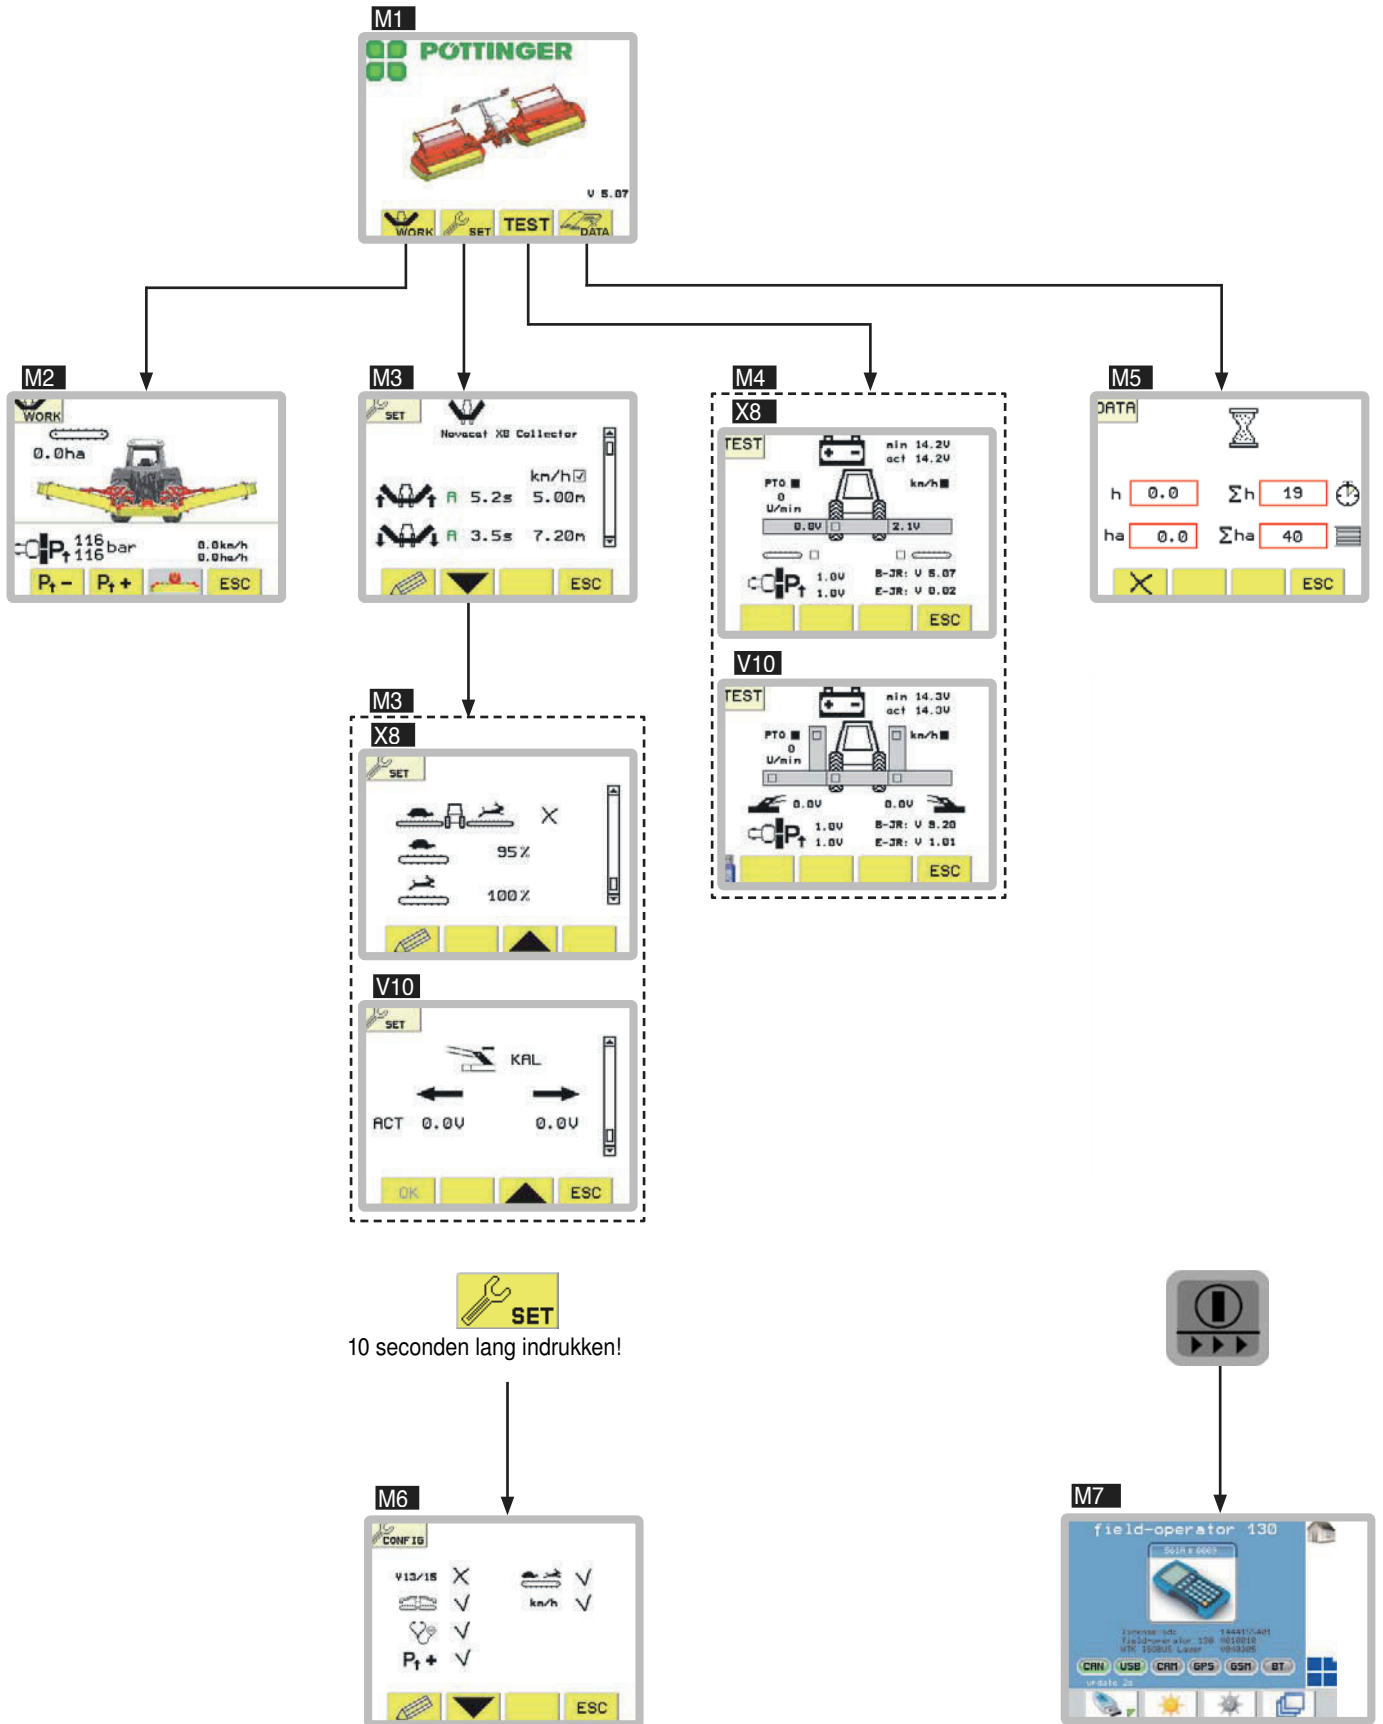 M1
PÖTTINGER
V 5.07
WORK
SET
TEST
DATA
M2
WORK
0.0ha
P↑ 116 bar
116
0.0km/h
0.0ha/h
P↑ -
P↑ +
ESC
M3
SET
Novacat X8 Collector
km/h
A 5.2s 5.00m
A 3.5s 7.20m
ESC
M4
X8
TEST
min 14.2V
act 14.2V
PTO
0
U/min
km/h
0.0V
2.1V
P↑ 1.0V
1.0V
B-JR: V 5.07
E-JR: V 0.02
ESC
V10
TEST
min 14.3V
act 14.3V
PTO
0
U/min
km/h
0.0V
0.0V
P↑ 1.0V
1.0V
B-JR: V 5.20
E-JR: V 1.01
ESC
M5
DATA
h 0.0 Σh 19
ha 0.0 Σha 40
ESC
M3
X8
SET
95%
100%
V10
SET
KAL
ACT 0.0V 0.0V
OK
ESC
SET
10 seconden lang indrukken!
M6
CONFIG
km/h
P↑ +
ESC
M7
field-operator 130
CAN USB CAM GPS GSM BT
update 2s